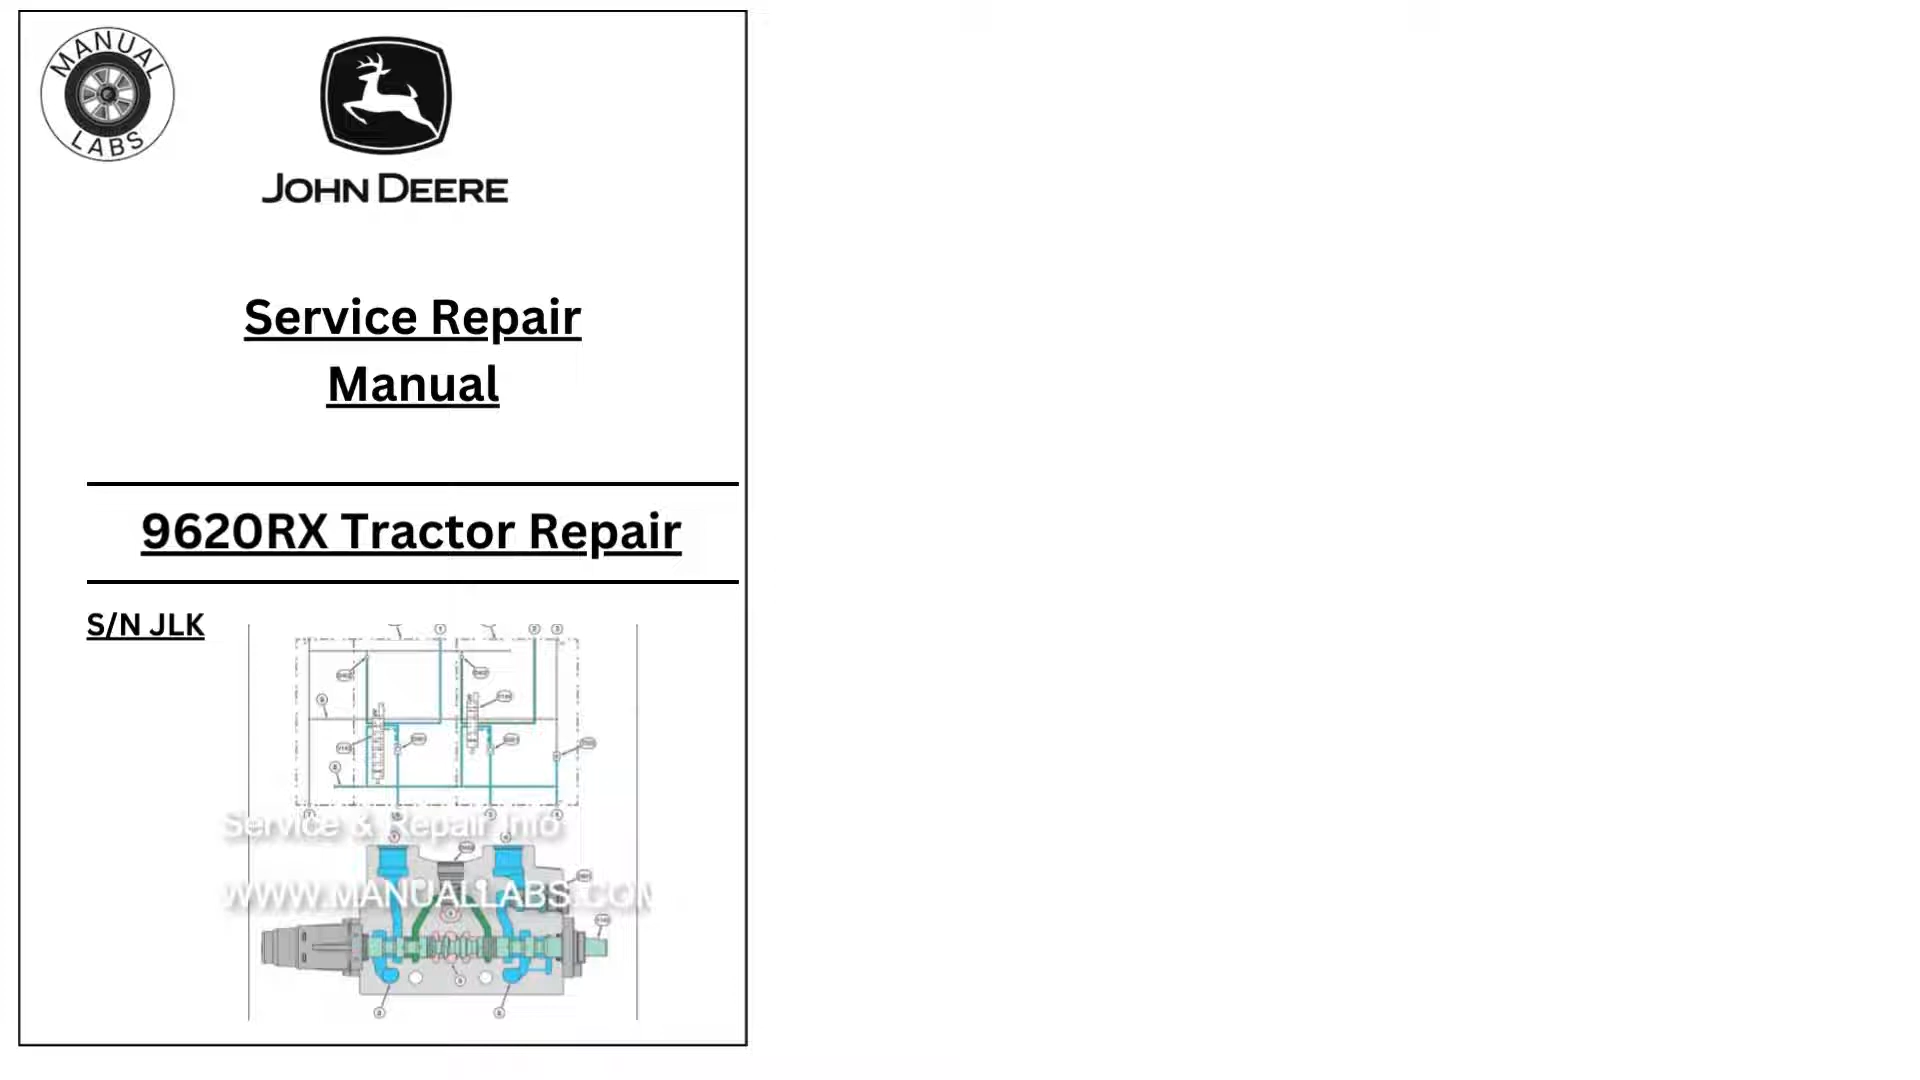 MANUAL
LABS
JOHN DEERE
Service Repair
Manual
9620RX Tractor Repair
S/N JLK
Service & Repair Info
WWW.MANUALLABS.COM